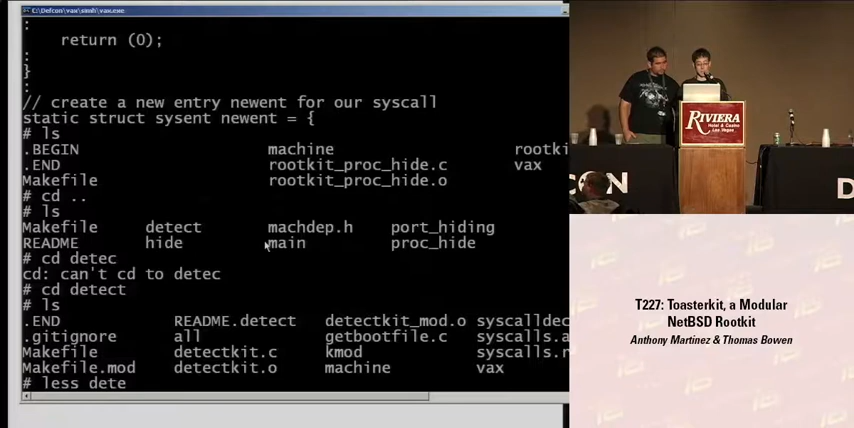 C:\Defcon\vax\simh\vax.exe
:
return (0);
:
}
:
// create a new entry newent for our syscall
static struct sysent newent = {
# ls
.BEGIN machine rootki
.END rootkit_proc_hide.c vax
Makefile rootkit_proc_hide.o
# cd ..
# ls
Makefile detect machdep.h port_hiding
README hide main proc_hide
# cd detec
cd: can't cd to detec
# cd detect
# ls
.END README.detect detectkit_mod.o syscalldec
.gitignore all getbootfile.c syscalls.a
Makefile detectkit.c kmod syscalls.r
Makefile.mod detectkit.o machine vax
# less dete
RIVIERA
Hotel & Casino
Las Vegas
CON
D
T227: Toasterkit, a Modular
NetBSD Rootkit
Anthony Martinez & Thomas Bowen